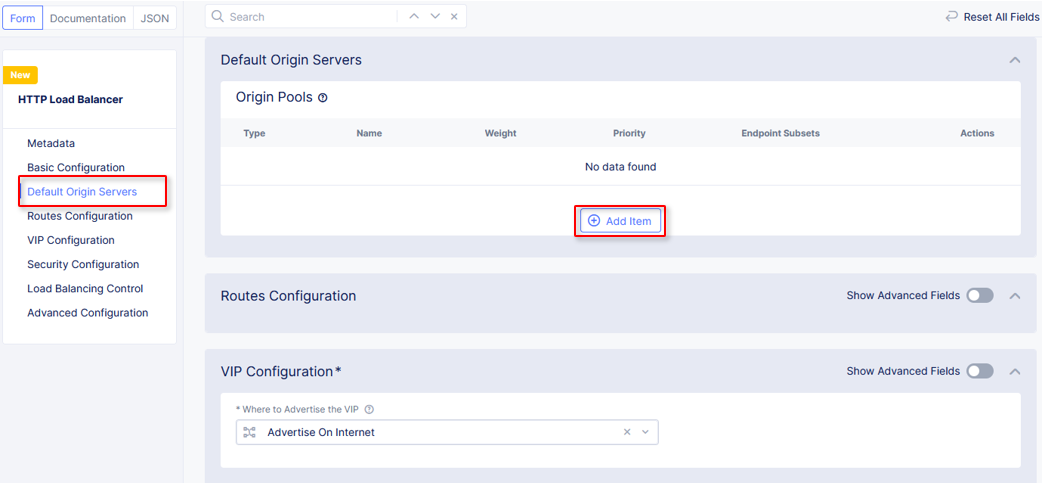 Form Documentation JSON
Search
Reset All Fields
New
HTTP Load Balancer
Metadata
Basic Configuration
Default Origin Servers
Routes Configuration
VIP Configuration
Security Configuration
Load Balancing Control
Advanced Configuration
Default Origin Servers
Origin Pools
Type Name Weight Priority Endpoint Subsets Actions
No data found
Add Item
Routes Configuration
Show Advanced Fields
VIP Configuration*
Show Advanced Fields
* Where to Advertise the VIP
Advertise On Internet